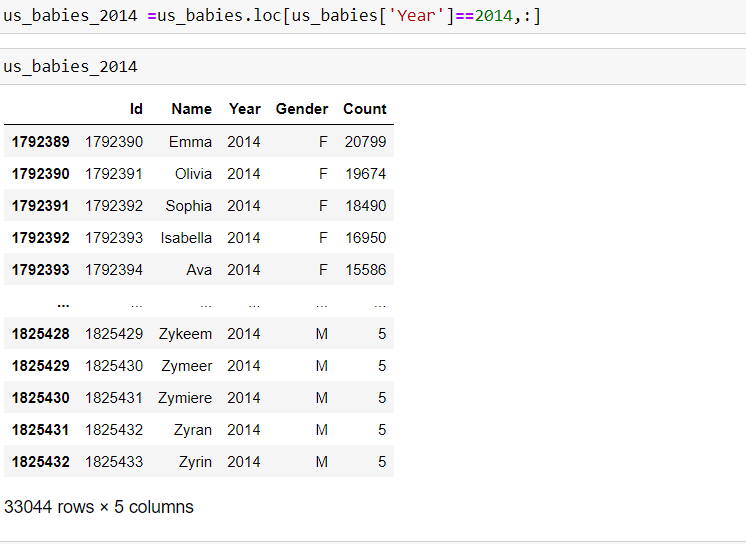 us_babies_2014 =us_babies.loc[us_babies['Year']==2014,:]
us_babies_2014
Id Name Year Gender Count
1792389 1792390 Emma 2014 F 20799
1792390 1792391 Olivia 2014 F 19674
1792391 1792392 Sophia 2014 F 18490
1792392 1792393 Isabella 2014 F 16950
1792393 1792394 Ava 2014 F 15586
... ... ... ... ... ...
1825428 1825429 Zykeem 2014 M 5
1825429 1825430 Zymeer 2014 M 5
1825430 1825431 Zymiere 2014 M 5
1825431 1825432 Zyran 2014 M 5
1825432 1825433 Zyrin 2014 M 5
33044 rows × 5 columns